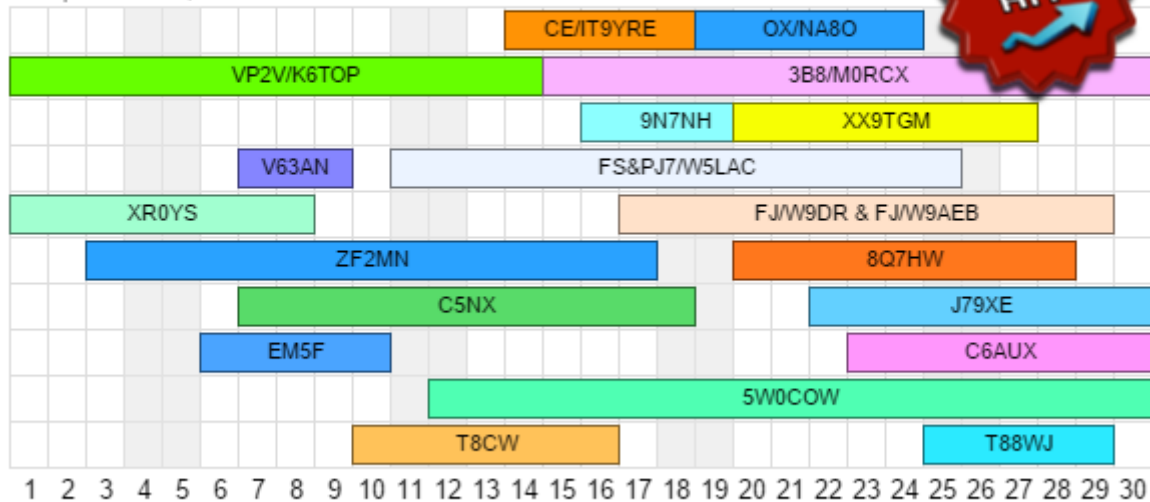 CE/IT9YRE OX/NA8O
VP2V/K6TOP 3B8/M0RCX
9N7NH XX9TGM
V63AN FS&PJ7/W5LAC
XR0YS FJ/W9DR & FJ/W9AEB
ZF2MN 8Q7HW
C5NX J79XE
EM5F C6AUX
5W0COW
T8CW T88WJ
1 2 3 4 5 6 7 8 9 10 11 12 13 14 15 16 17 18 19 20 21 22 23 24 25 26 27 28 29 30